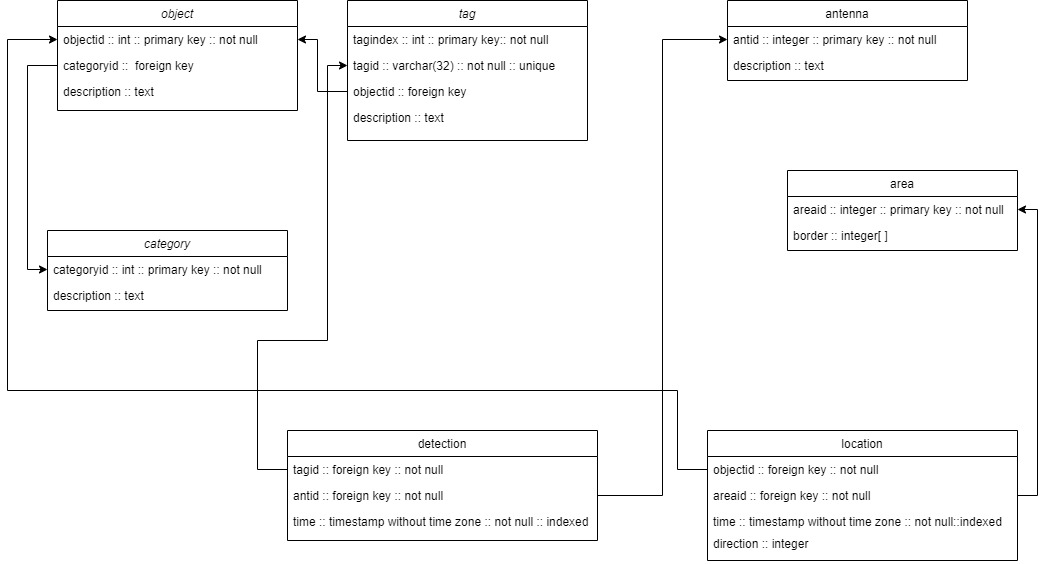 object
objectid :: int :: primary key :: not null
categoryid :: foreign key
description :: text
tag
tagindex :: int :: primary key:: not null
tagid :: varchar(32) :: not null :: unique
objectid :: foreign key
description :: text
antenna
antid :: integer :: primary key :: not null
description :: text
area
areaid :: integer :: primary key :: not null
border :: integer[ ]
category
categoryid :: int :: primary key :: not null
description :: text
detection
tagid :: foreign key :: not null
antid :: foreign key :: not null
time :: timestamp without time zone :: not null :: indexed
location
objectid :: foreign key :: not null
areaid :: foreign key :: not null
time :: timestamp without time zone :: not null::indexed
direction :: integer